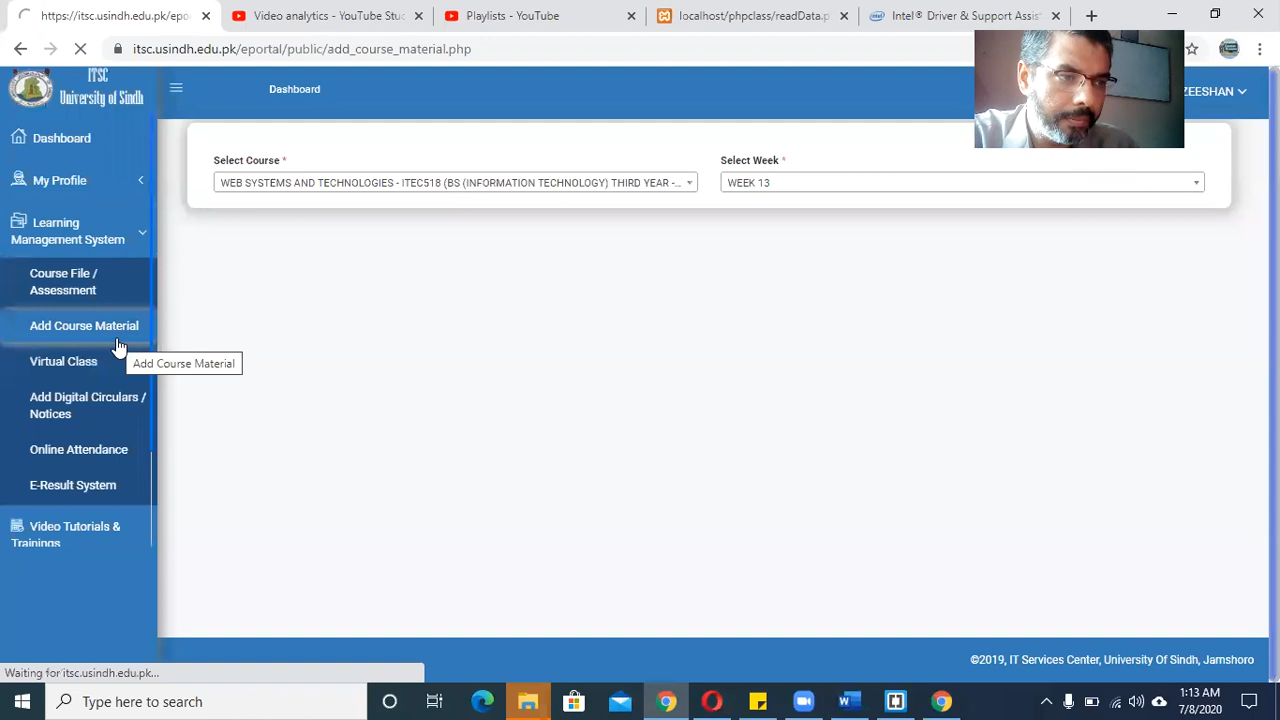 https://itsc.usindh.edu.pk/epo
Video analytics - YouTube Stu
Playlists - YouTube
localhost/phpclass/readData.p
Intel® Driver & Support Assis
itsc.usindh.edu.pk/eportal/public/add_course_material.php
ITSC
University of Sindh
Dashboard
ZEESHAN
Dashboard
My Profile
Learning
Management System
Course File /
Assessment
Add Course Material
Virtual Class
Add Digital Circulars /
Notices
Online Attendance
E-Result System
Video Tutorials &
Trainings
Select Course *
WEB SYSTEMS AND TECHNOLOGIES - ITEC518 (BS (INFORMATION TECHNOLOGY) THIRD YEAR -...
Select Week *
WEEK 13
Add Course Material
©2019, IT Services Center, University Of Sindh, Jamshoro
Waiting for itsc.usindh.edu.pk...
Type here to search
1:13 AM
7/8/2020